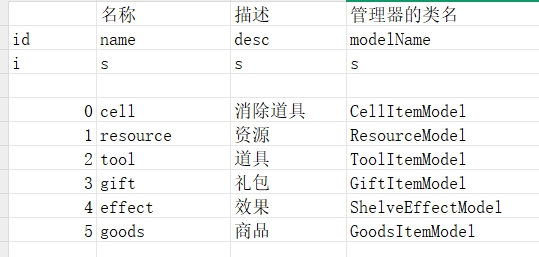 名称 描述 管理器的类名
id name desc modelName
i s s s
0 cell 消除道具 CellItemModel
1 resource 资源 ResourceModel
2 tool 道具 ToolItemModel
3 gift 礼包 GiftItemModel
4 effect 效果 ShelveEffectModel
5 goods 商品 GoodsItemModel